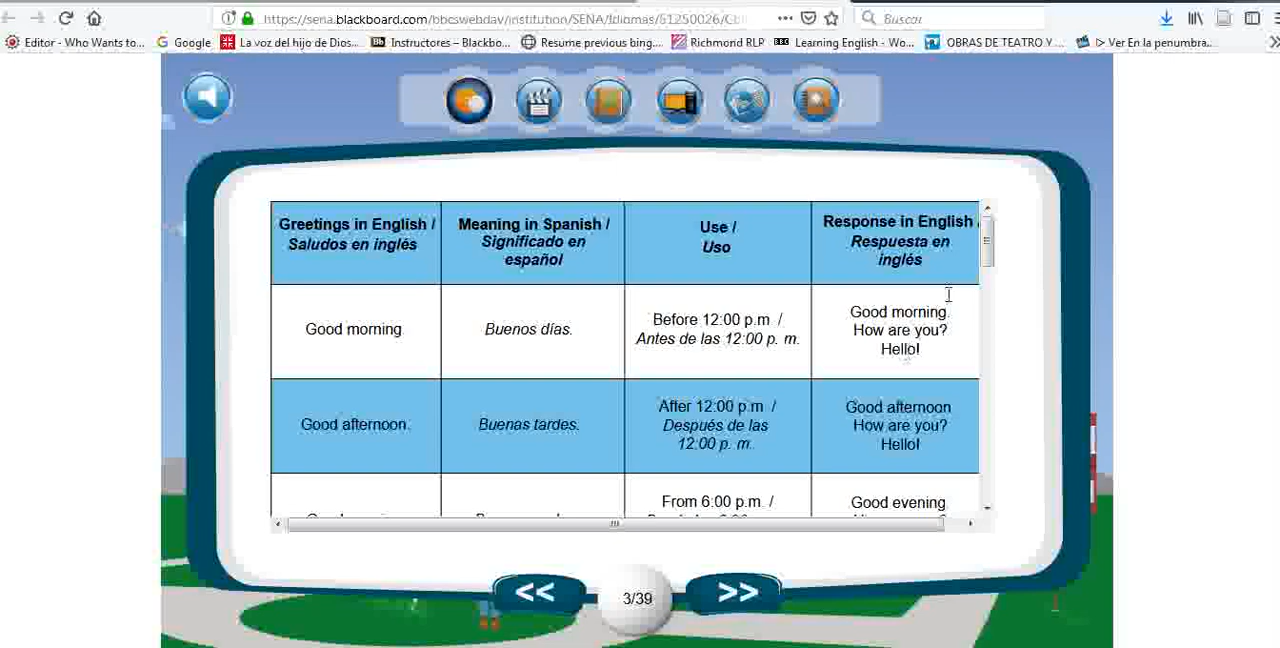 https://sena.blackboard.com/bbcswebdav/institution/SENA/Idiomas/51250026/C
Buscar
Editor - Who Wants to...
Google
La voz del hijo de Dios...
Bb
Instructores – Blackbo...
Resume previous bing...
Richmond RLP
BBC
Learning English - Wo...
OBRAS DE TEATRO Y ...
▷ Ver En la penumbra...
Greetings in English /
Saludos en inglés
Meaning in Spanish /
Significado en
español
Use /
Uso
Response in English /
Respuesta en
inglés
Good morning.
Buenos días.
Before 12:00 p.m /
Antes de las 12:00 p. m.
Good morning.
How are you?
Hello!
Good afternoon.
Buenas tardes.
After 12:00 p.m /
Después de las
12:00 p. m.
Good afternoon
How are you?
Hello!
From 6:00 p.m. /
Good evening
<< 3/39 >>